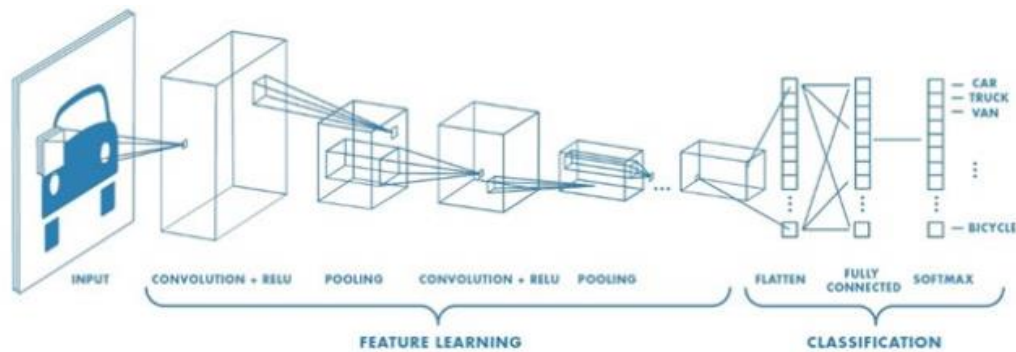 CAR
TRUCK
VAN
BICYCLE
INPUT CONVOLUTION + RELU POOLING CONVOLUTION + RELU POOLING FLATTEN FULLY CONNECTED SOFTMAX
FEATURE LEARNING CLASSIFICATION